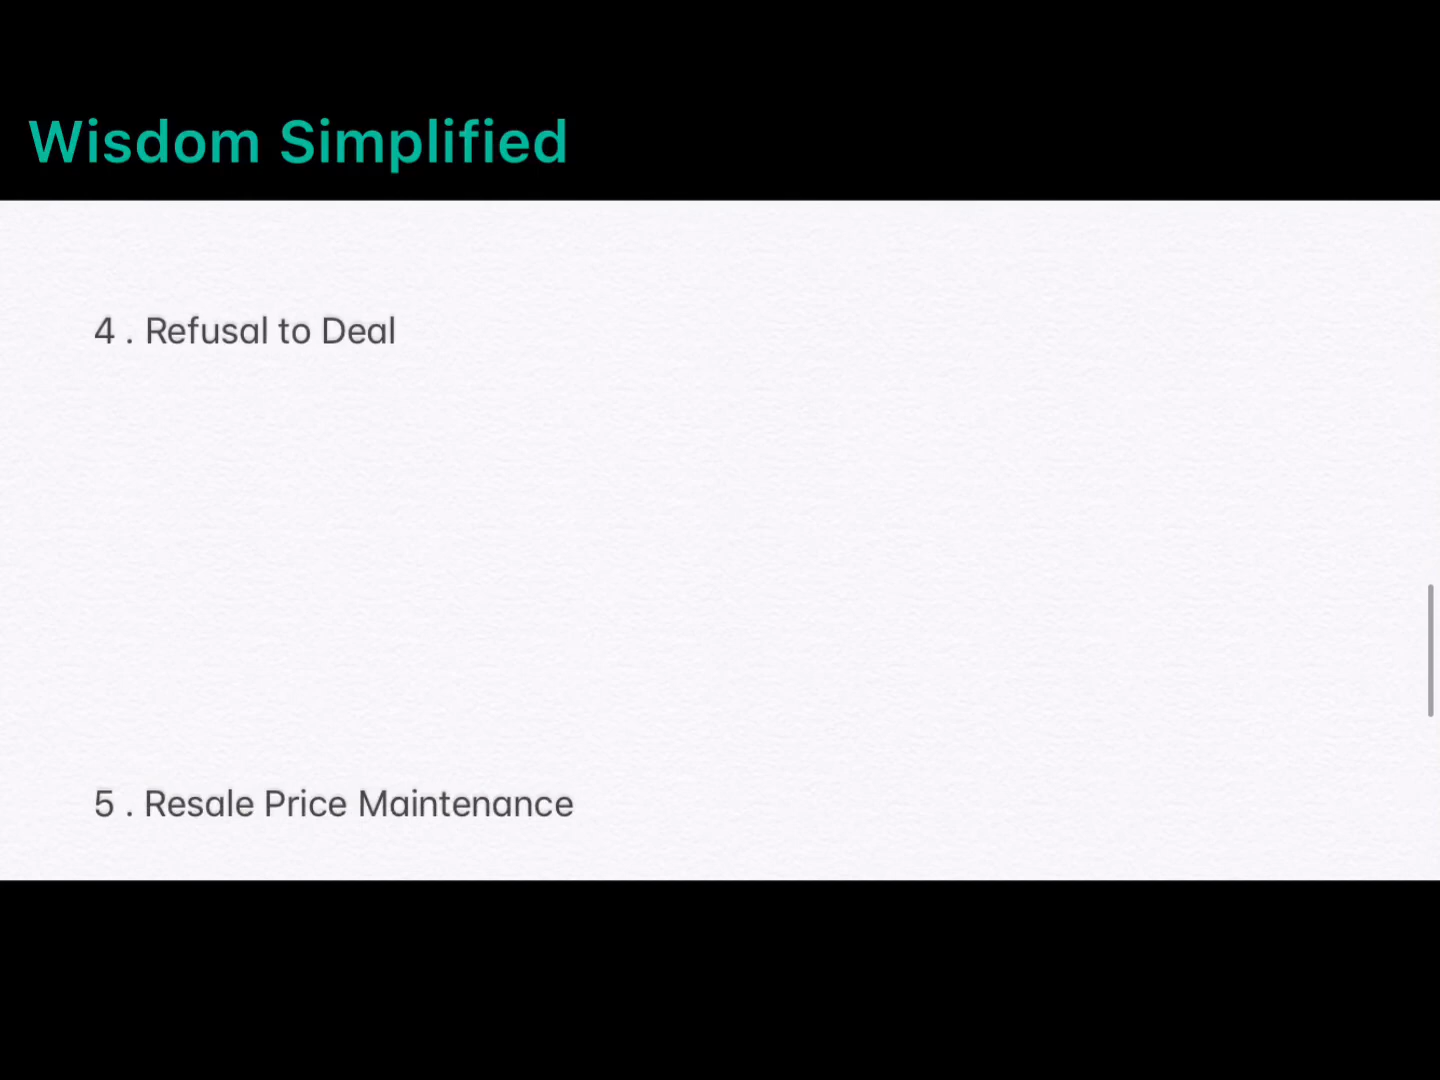 Wisdom Simplified
4 . Refusal to Deal
5 . Resale Price Maintenance